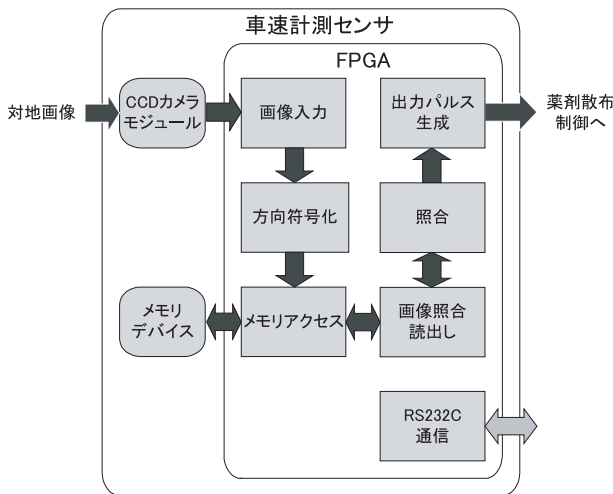 車速計測センサ
FPGA
対地画像
CCDカメラ
モジュール
画像入力
出力パルス
生成
薬剤散布
制御へ
方向符号化
照合
メモリ
デバイス
メモリアクセス
画像照合
読出し
RS232C
通信